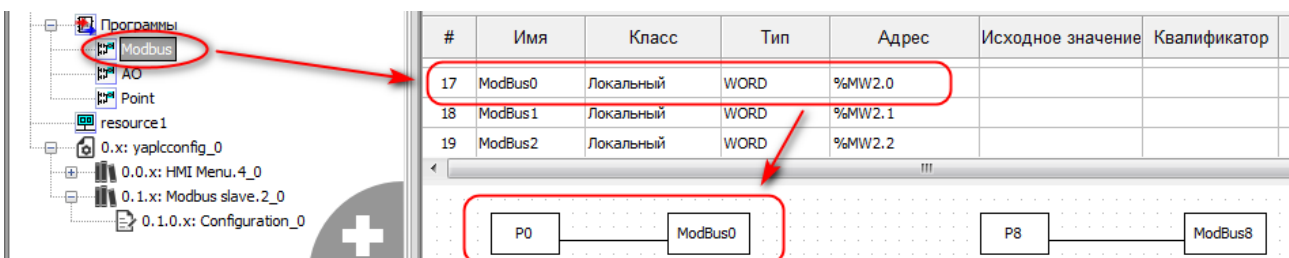 Программы
Modbus
AO
Point
resource1
0.x: yaplcconfig_0
0.0.x: HMI Menu.4_0
0.1.x: Modbus slave.2_0
0.1.0.x: Configuration_0
# Имя Класс Тип Адрес Исходное значение Квалификатор
17 ModBus0 Локальный WORD %MW2.0
18 ModBus1 Локальный WORD %MW2.1
19 ModBus2 Локальный WORD %MW2.2
P0 ModBus0 P8 ModBus8